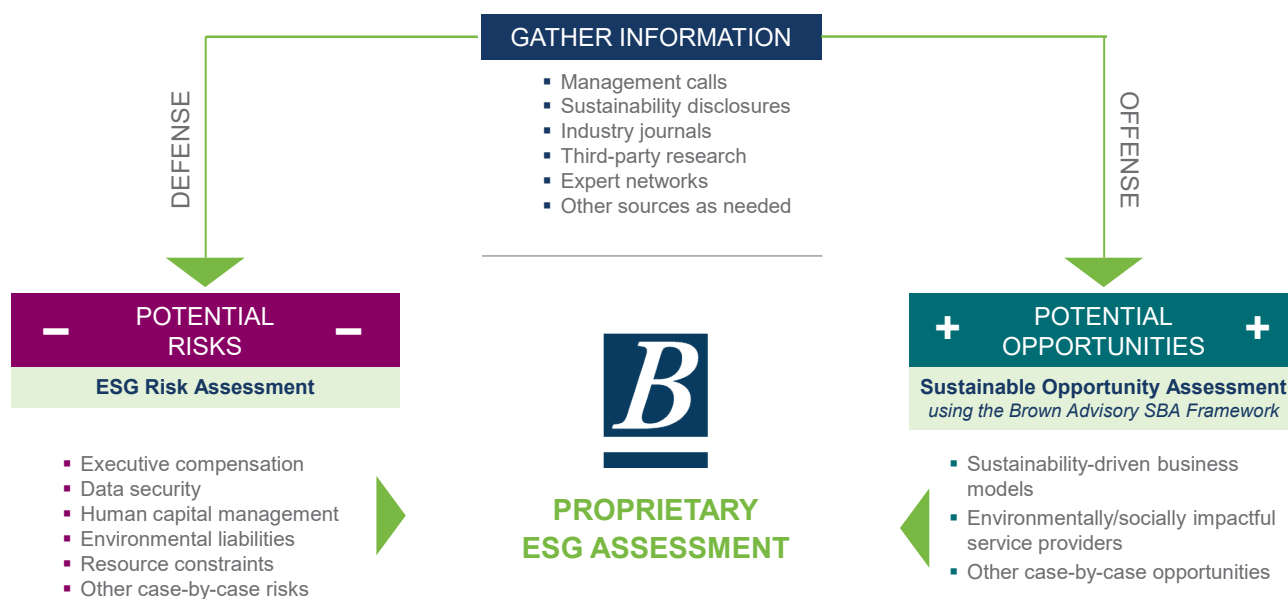 GATHER INFORMATION
▪ Management calls
▪ Sustainability disclosures
▪ Industry journals
▪ Third-party research
▪ Expert networks
▪ Other sources as needed
DEFENSE
OFFENSE
− POTENTIAL −
RISKS
ESG Risk Assessment
▪ Executive compensation
▪ Data security
▪ Human capital management
▪ Environmental liabilities
▪ Resource constraints
▪ Other case-by-case risks
B
PROPRIETARY
ESG ASSESSMENT
+ POTENTIAL +
OPPORTUNITIES
Sustainable Opportunity Assessment
using the Brown Advisory SBA Framework
▪ Sustainability-driven business
models
▪ Environmentally/socially impactful
service providers
▪ Other case-by-case opportunities